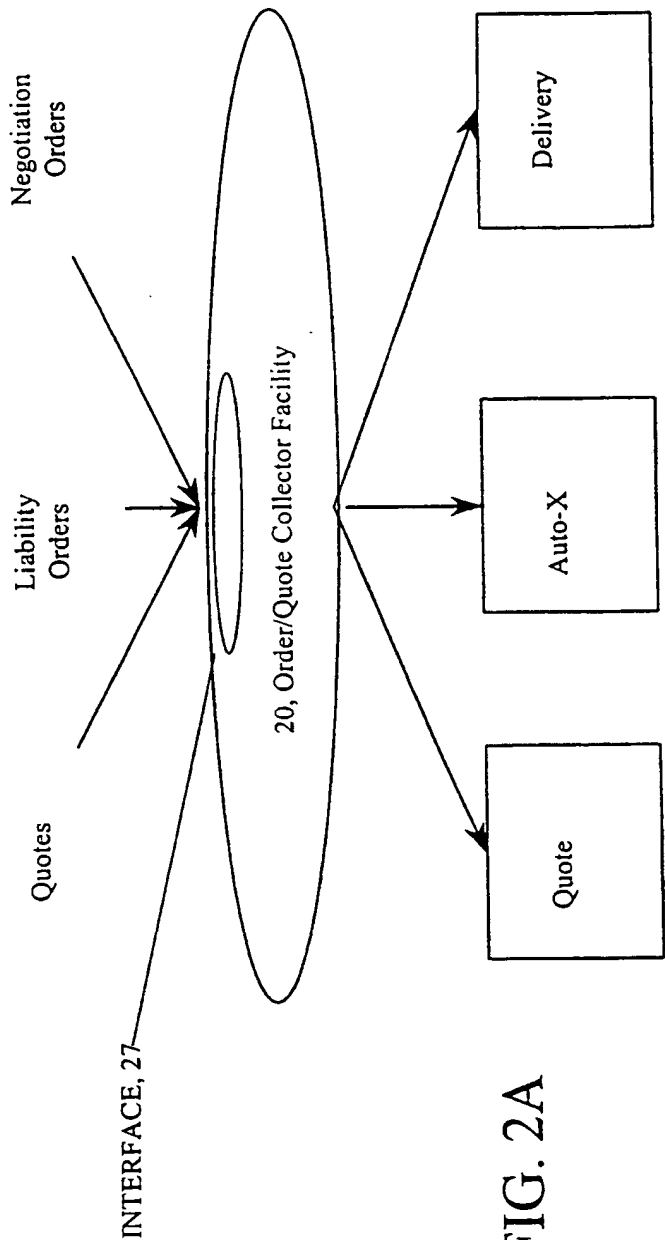 Quotes
Liability
Orders
Negotiation
Orders
INTERFACE, 27
20, Order/Quote Collector Facility
Quote
Auto-X
Delivery
FIG. 2A